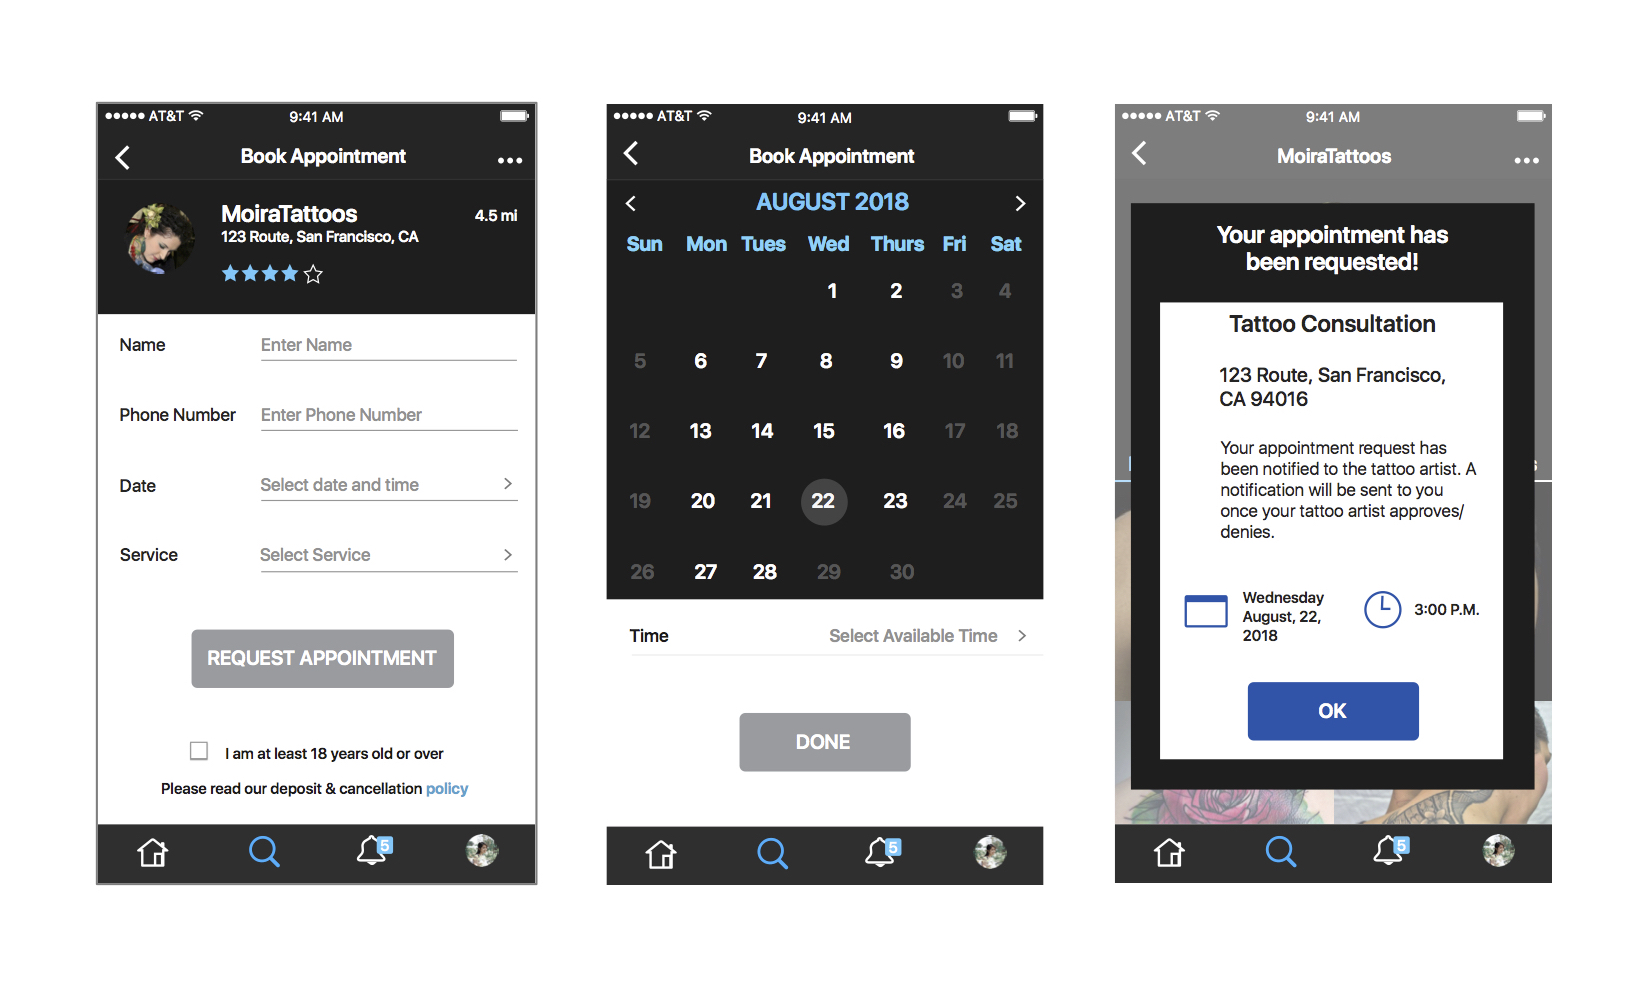 AT&T 9:41 AM
Book Appointment
MoiraTattoos 4.5 mi
123 Route, San Francisco, CA
Name Enter Name
Phone Number Enter Phone Number
Date Select date and time
Service Select Service
REQUEST APPOINTMENT
I am at least 18 years old or over
Please read our deposit & cancellation policy
5
AT&T 9:41 AM
Book Appointment
AUGUST 2018
Sun Mon Tues Wed Thurs Fri Sat
1 2 3 4
5 6 7 8 9 10 11
12 13 14 15 16 17 18
19 20 21 22 23 24 25
26 27 28 29 30
Time Select Available Time
DONE
5
AT&T 9:41 AM
MoiraTattoos
Your appointment has
been requested!
Tattoo Consultation
123 Route, San Francisco,
CA 94016
Your appointment request has
been notified to the tattoo artist. A
notification will be sent to you
once your tattoo artist approves/
denies.
Wednesday
August, 22,
2018
3:00 P.M.
OK
5